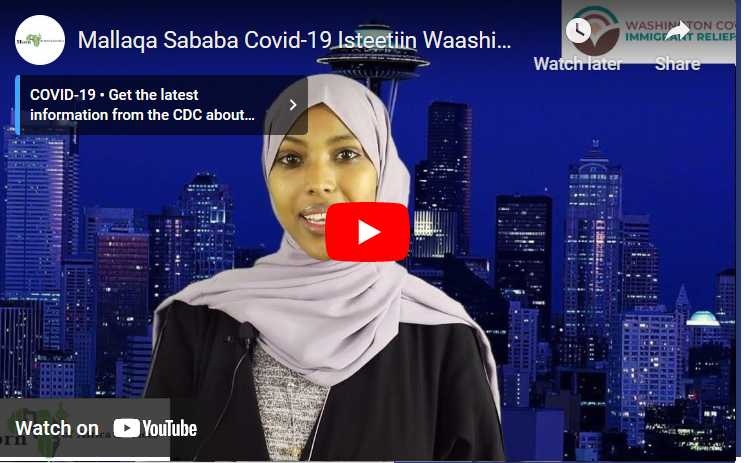 Mallaqa Sababa Covid-19 Isteetiin Waashi...
WASHINGTON CO
IMMIGRANT RELIEF
Watch later
Share
COVID-19 • Get the latest
information from the CDC about...
Watch on YouTube